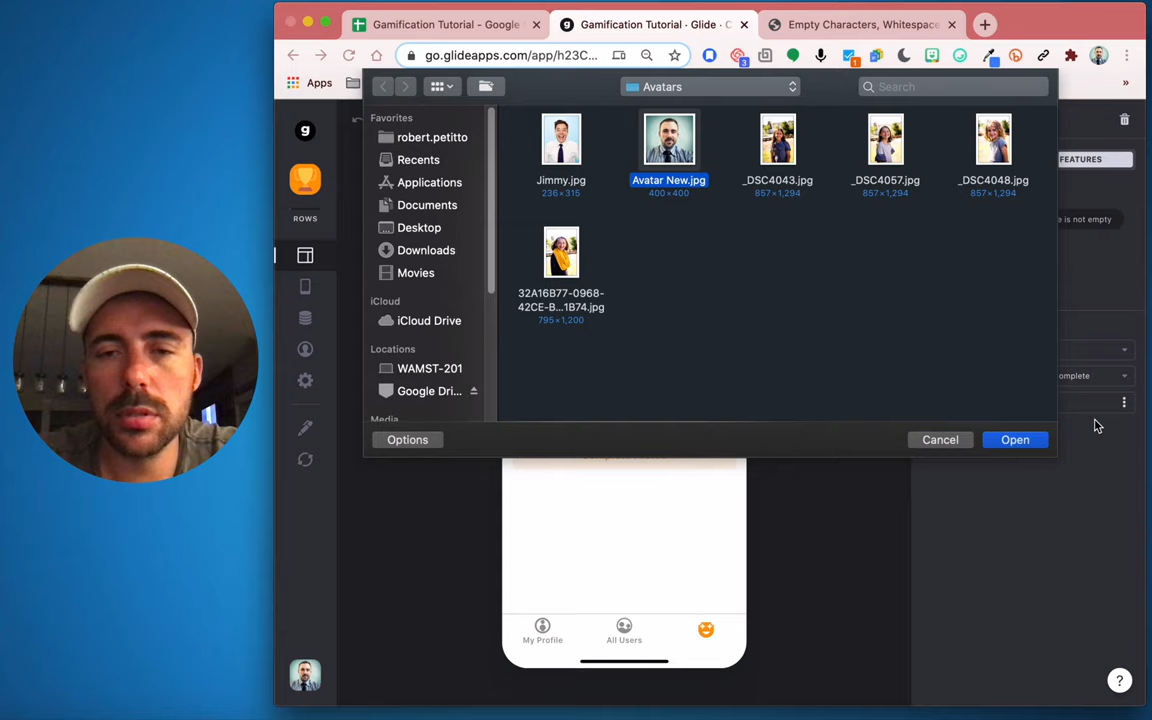 Gamification Tutorial - Google
Gamification Tutorial · Glide · C
Empty Characters, Whitespace
go.glideapps.com/app/h23C...
3
1
Apps
»
Avatars
Search
Favorites
robert.petitto
Recents
Applications
Documents
Desktop
Downloads
Movies
iCloud
iCloud Drive
Locations
WAMST-201
Google Dri...
Media
Jimmy.jpg
236×315
Avatar New.jpg
400×400
_DSC4043.jpg
857×1,294
_DSC4057.jpg
857×1,294
_DSC4048.jpg
857×1,294
32A16B77-0968-
42CE-B...1B74.jpg
795×1,200
Options
Cancel
Open
g
ROWS
FEATURES
e is not empty
omplete
My Profile
All Users
?